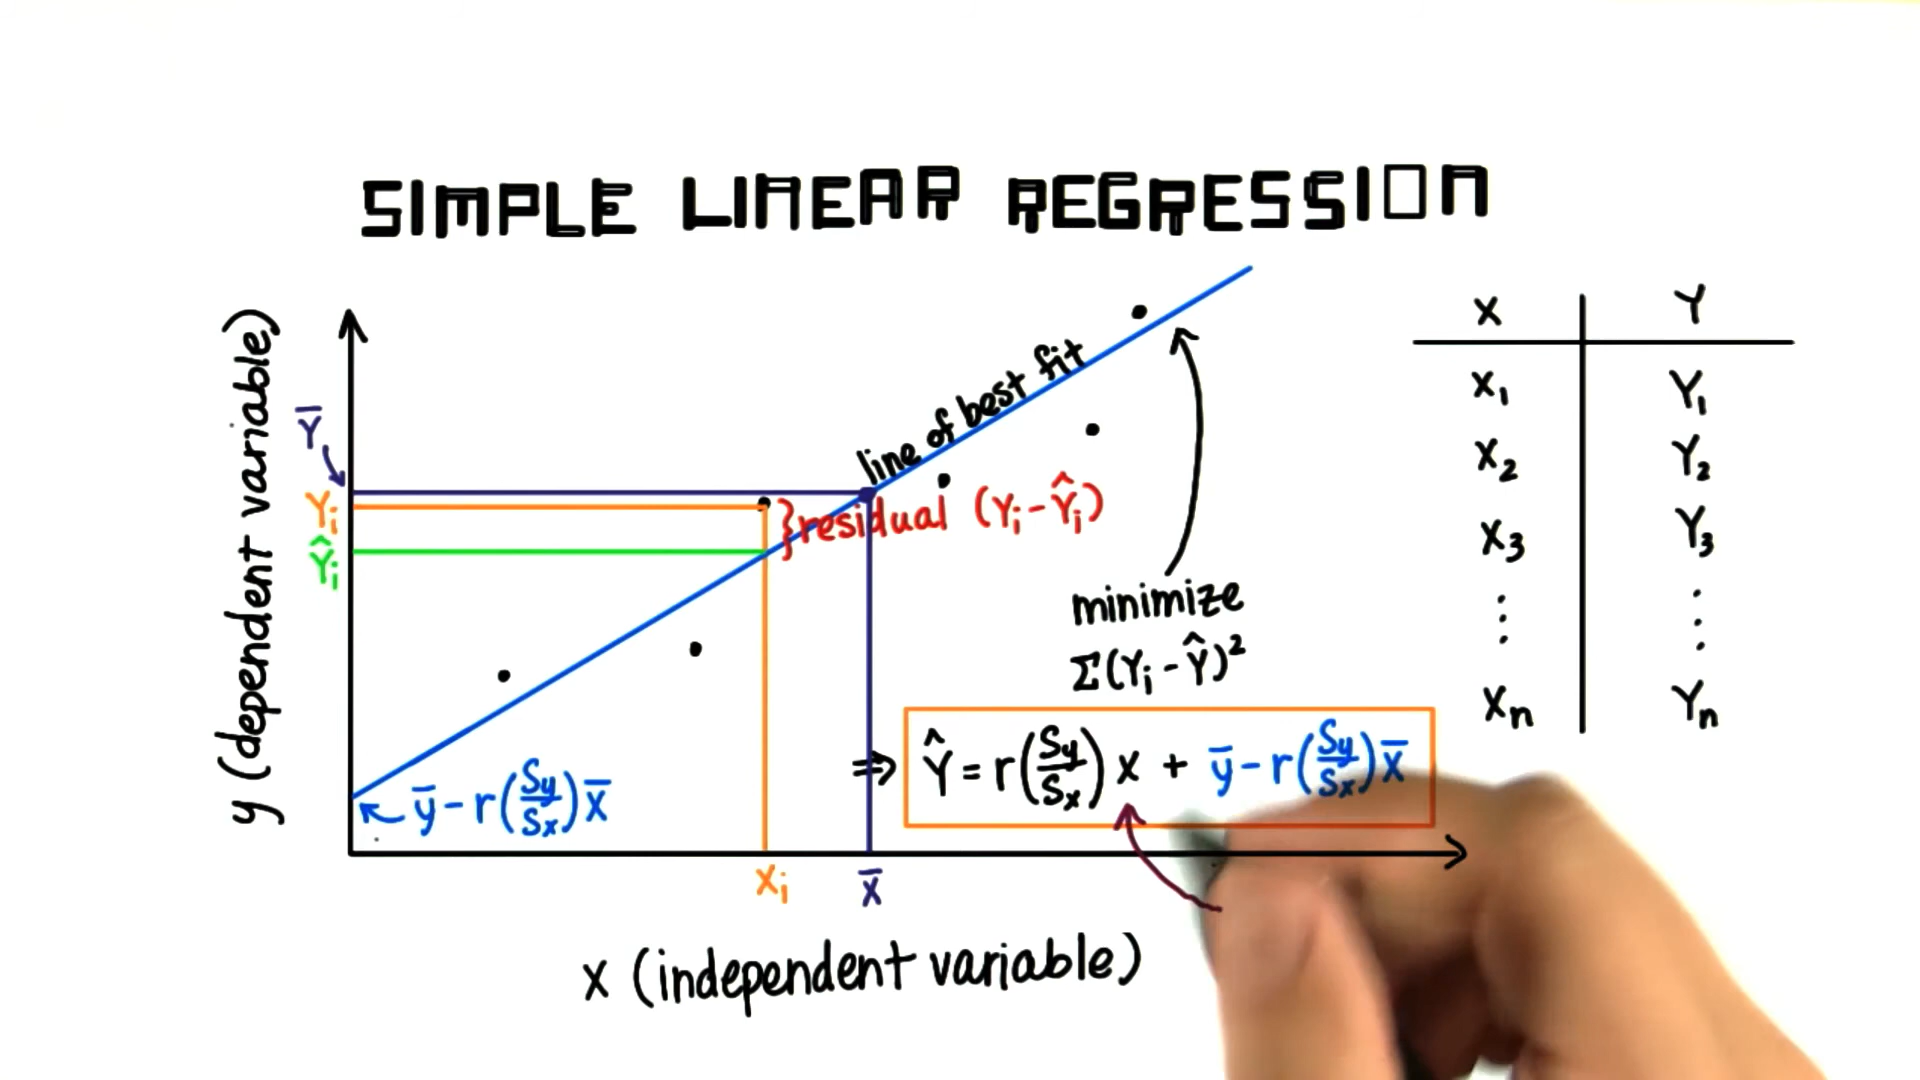 SIMPLE LINEAR REGRESSION
y (dependent variable)
Ȳ
Yᵢ
Ŷᵢ
line of best fit
}residual (Yᵢ-Ŷᵢ)
minimize
Σ(Yᵢ-Ŷ)²
⇒ Ŷ = r(Sy/Sx)x + ȳ-r(Sy/Sx)x̄
ȳ-r(Sy/Sx)x̄
xᵢ
x̄
x (independent variable)
X Y
X₁ Y₁
X₂ Y₂
X₃ Y₃
⋮ ⋮
Xₙ Yₙ